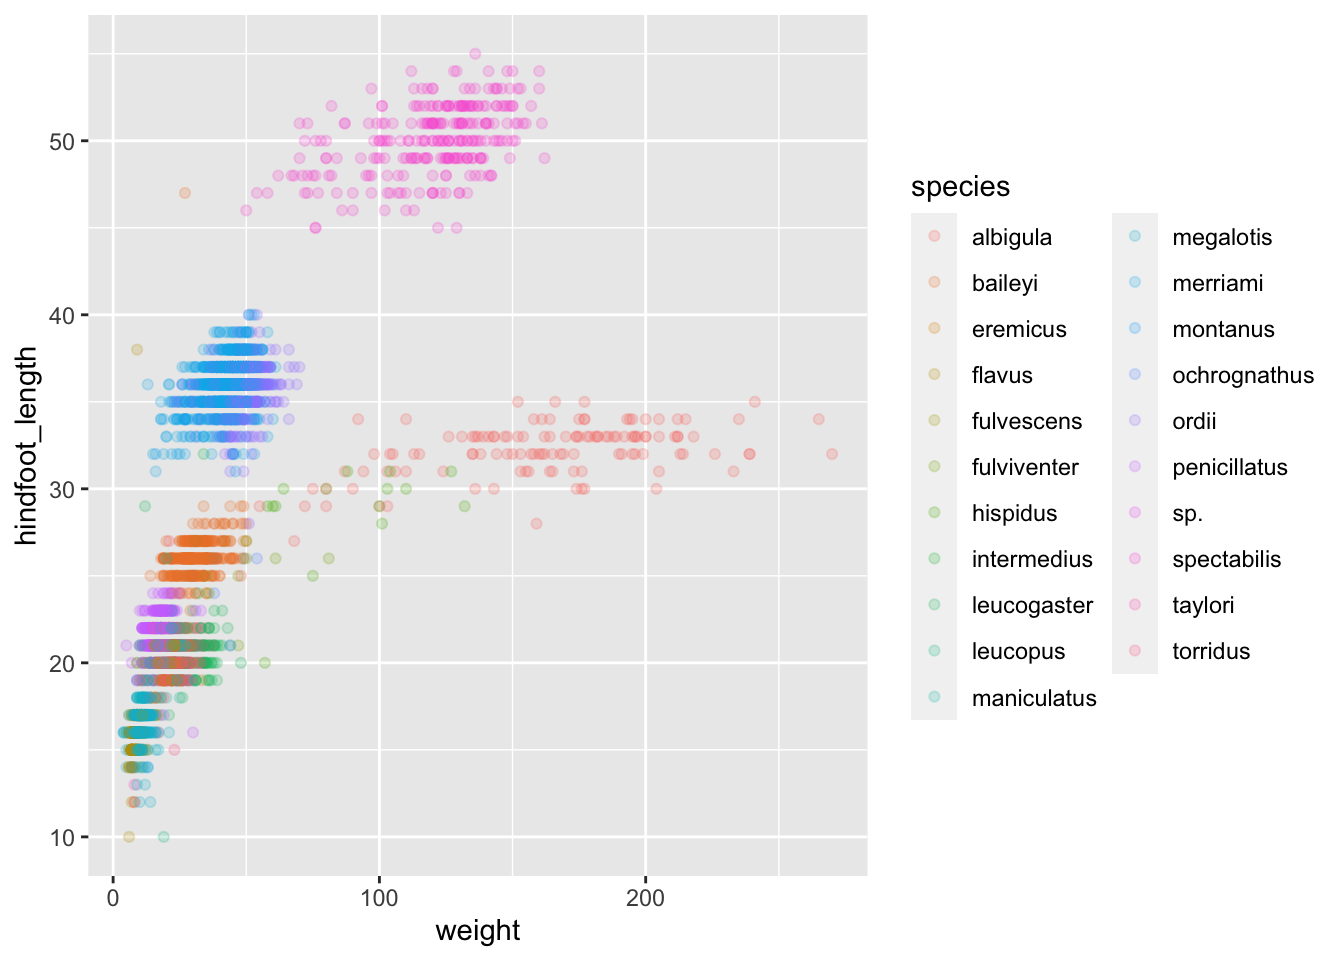 50
40
30
20
10
hindfoot_length
0 100 200
weight
species
albigula
baileyi
eremicus
flavus
fulvescens
fulviventer
hispidus
intermedius
leucogaster
leucopus
maniculatus
megalotis
merriami
montanus
ochrognathus
ordii
penicillatus
sp.
spectabilis
taylori
torridus